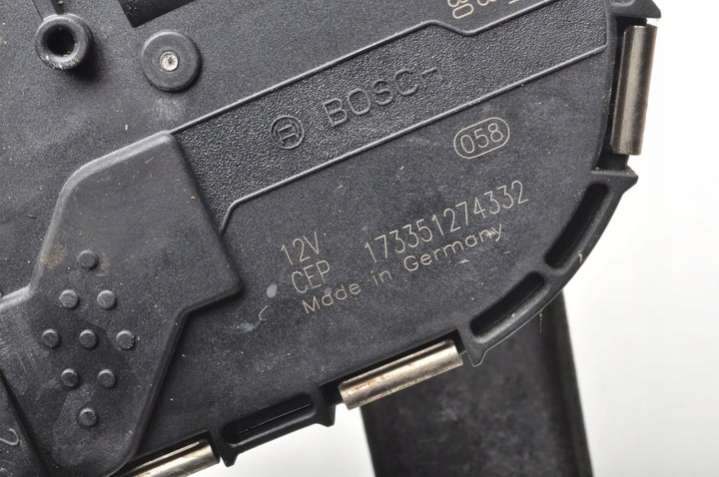 BOSCH
058
12V
CEP 173351274332
Made in Germany